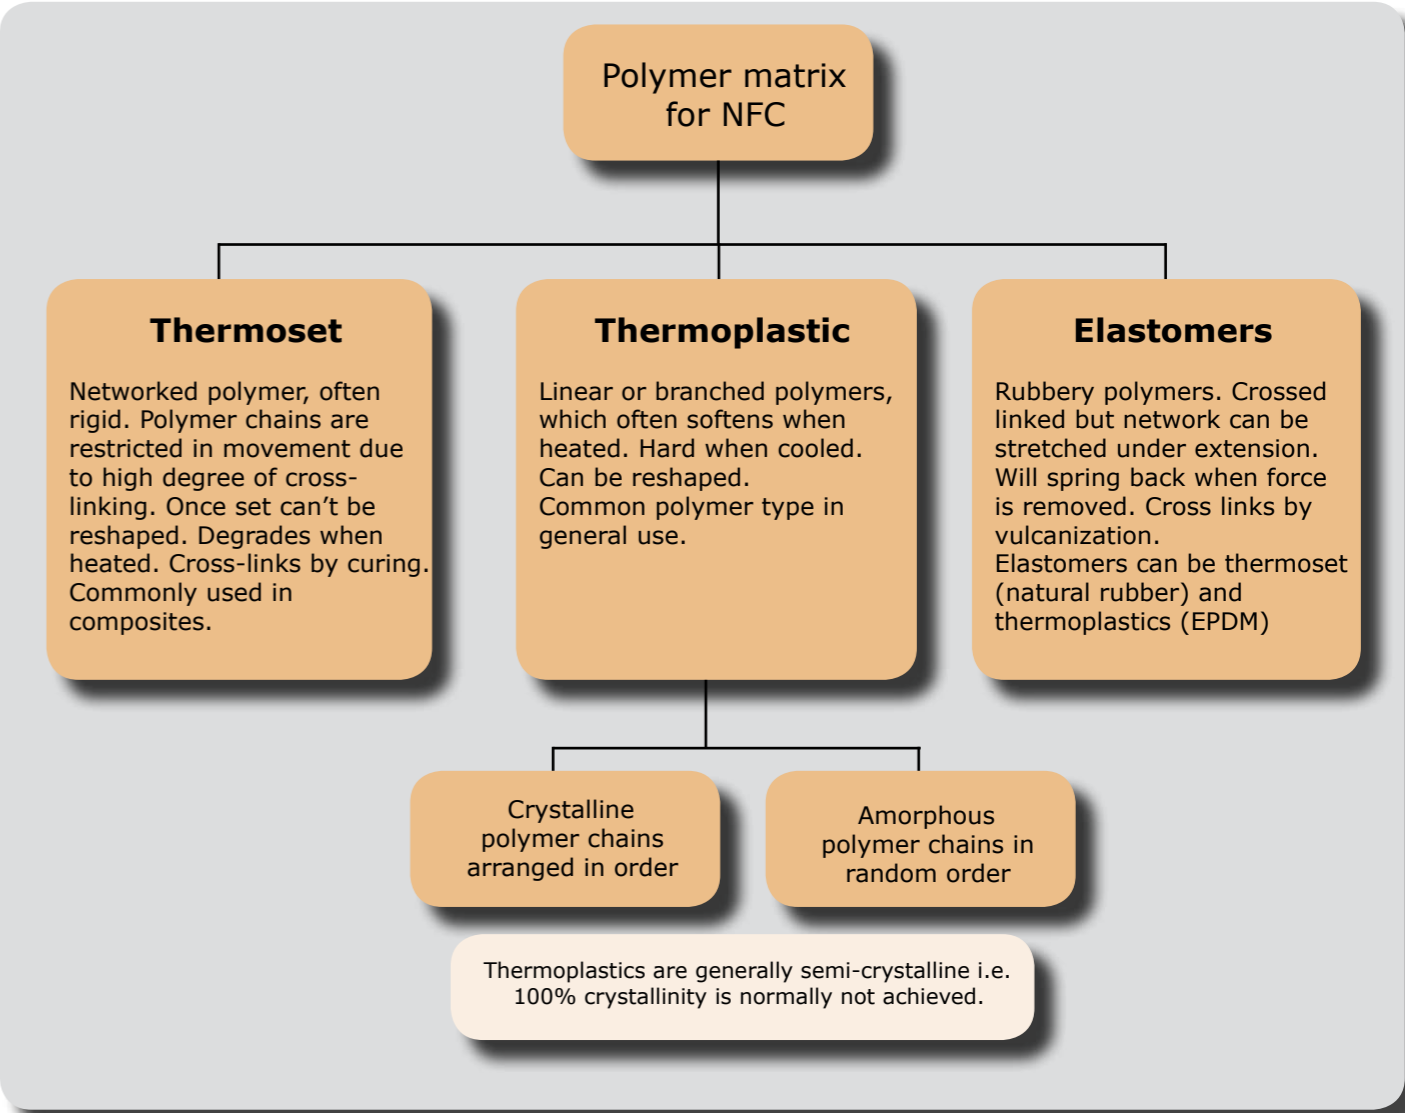 Polymer matrix
for NFC
Thermoset
Networked polymer, often
rigid. Polymer chains are
restricted in movement due
to high degree of cross-
linking. Once set can’t be
reshaped. Degrades when
heated. Cross-links by curing.
Commonly used in
composites.
Thermoplastic
Linear or branched polymers,
which often softens when
heated. Hard when cooled.
Can be reshaped.
Common polymer type in
general use.
Elastomers
Rubbery polymers. Crossed
linked but network can be
stretched under extension.
Will spring back when force
is removed. Cross links by
vulcanization.
Elastomers can be thermoset
(natural rubber) and
thermoplastics (EPDM)
Crystalline
polymer chains
arranged in order
Amorphous
polymer chains in
random order
Thermoplastics are generally semi-crystalline i.e.
100% crystallinity is normally not achieved.